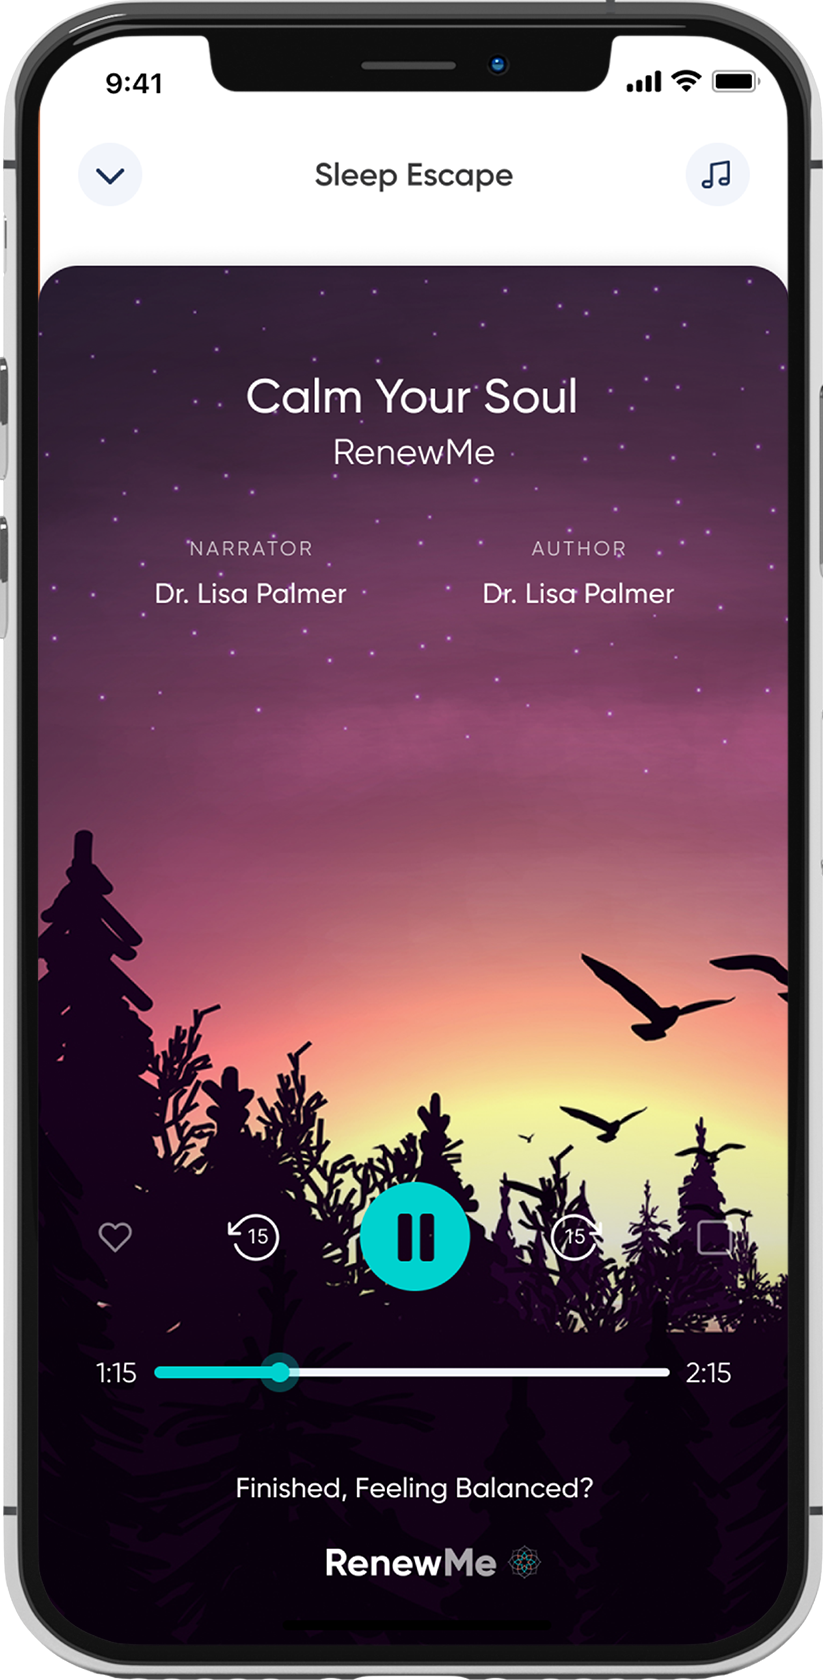 9:41
Sleep Escape
Calm Your Soul
RenewMe
NARRATOR AUTHOR
Dr. Lisa Palmer Dr. Lisa Palmer
15 15
1:15 2:15
Finished, Feeling Balanced?
RenewMe